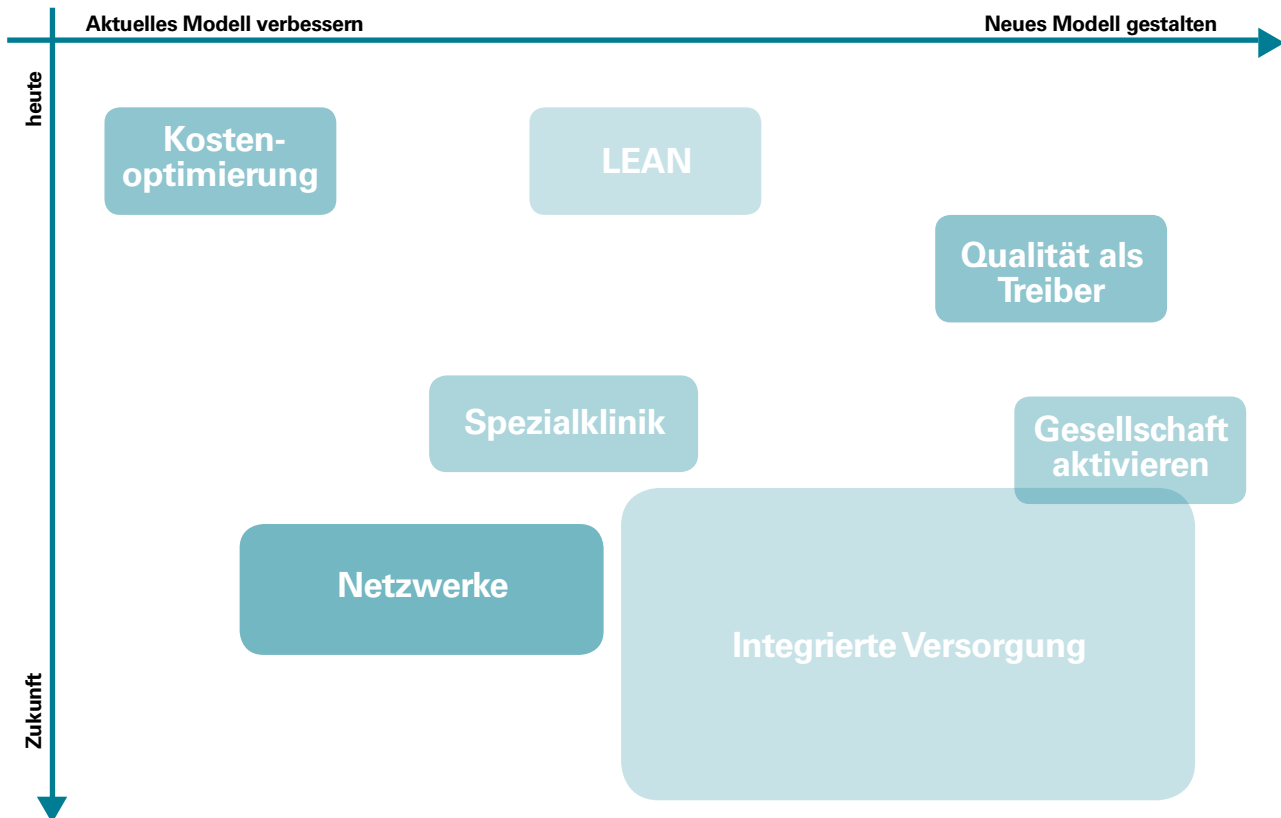 Aktuelles Modell verbessern
Neues Modell gestalten
heute
Kosten-
optimierung
LEAN
Qualität als
Treiber
Spezialklinik
Gesellschaft
aktivieren
Netzwerke
Integrierte Versorgung
Zukunft